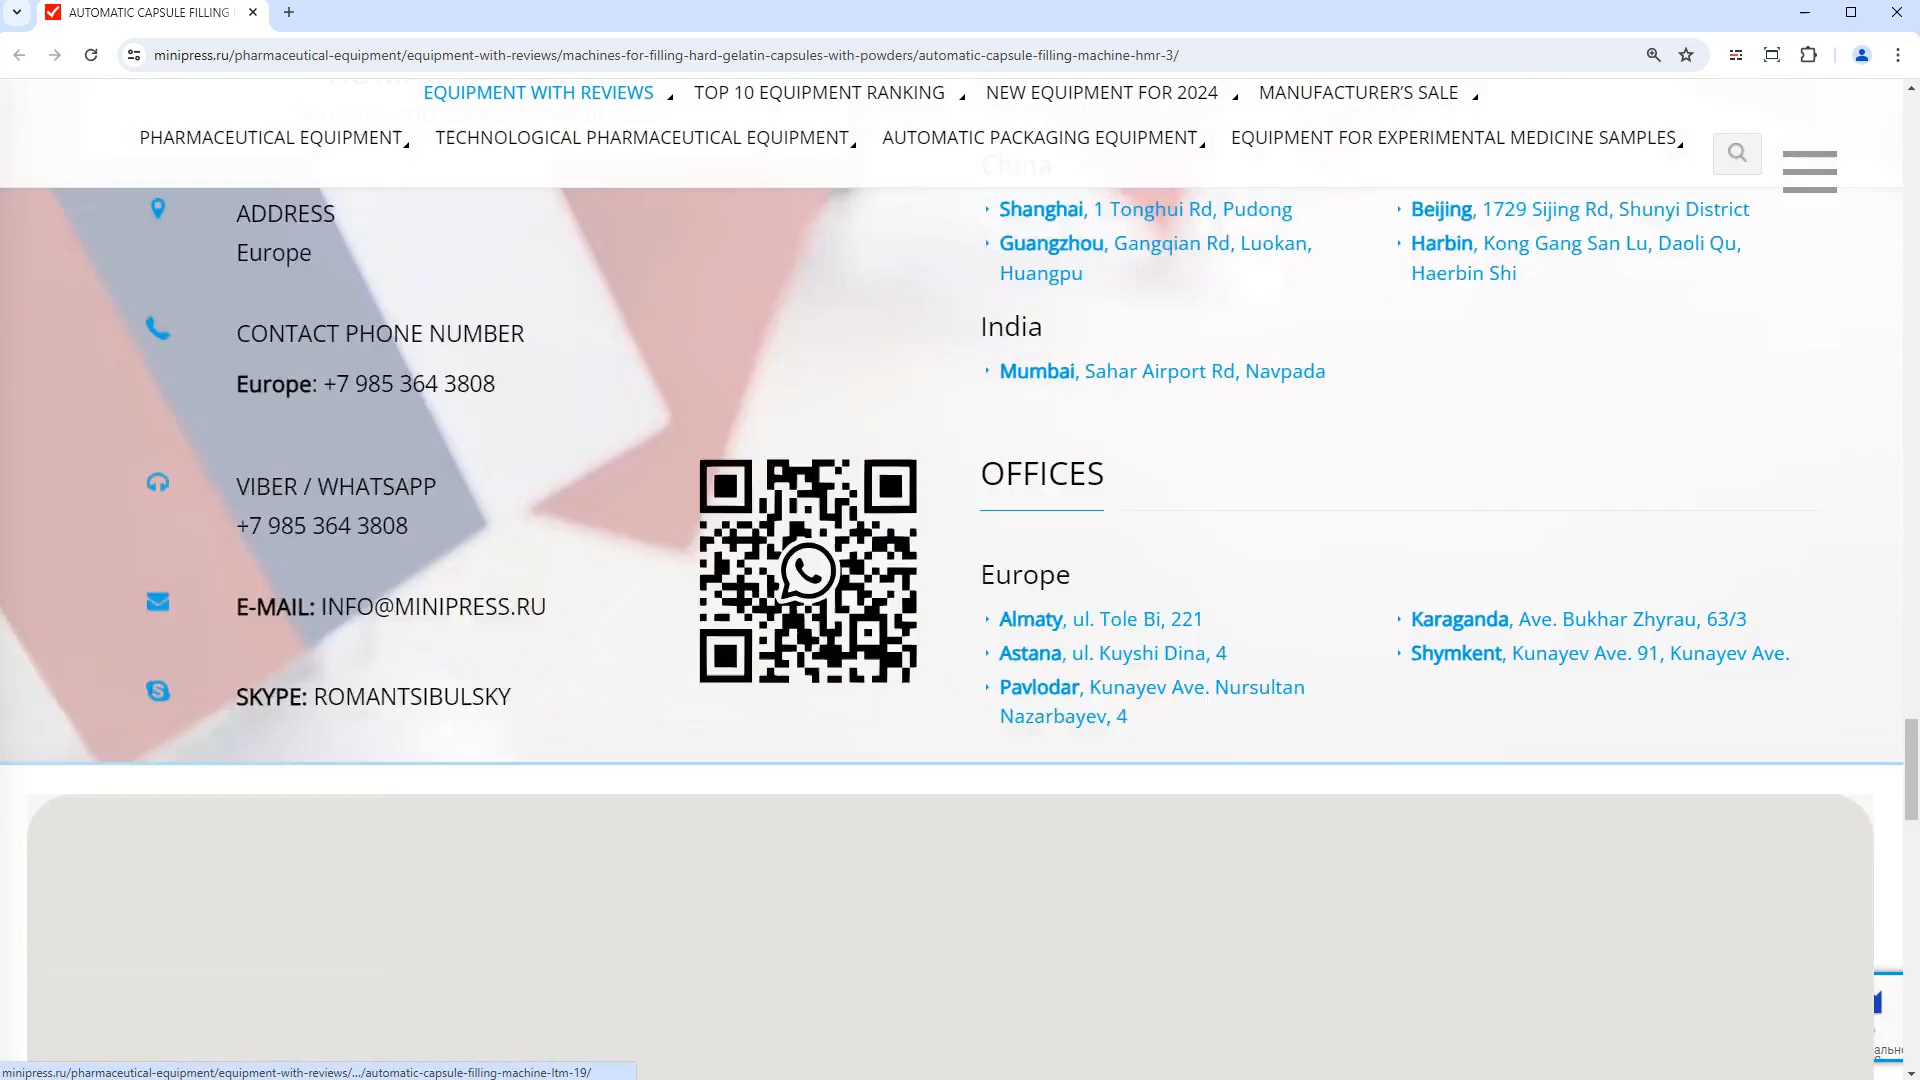 AUTOMATIC CAPSULE FILLING
minipress.ru/pharmaceutical-equipment/equipment-with-reviews/machines-for-filling-hard-gelatin-capsules-with-powders/automatic-capsule-filling-machine-hmr-3/
EQUIPMENT WITH REVIEWS TOP 10 EQUIPMENT RANKING NEW EQUIPMENT FOR 2024 MANUFACTURER'S SALE
PHARMACEUTICAL EQUIPMENT TECHNOLOGICAL PHARMACEUTICAL EQUIPMENT AUTOMATIC PACKAGING EQUIPMENT EQUIPMENT FOR EXPERIMENTAL MEDICINE SAMPLES
China
ADDRESS
Europe
CONTACT PHONE NUMBER
Europe: +7 985 364 3808
VIBER / WHATSAPP
+7 985 364 3808
E-MAIL: INFO@MINIPRESS.RU
SKYPE: ROMANTSIBULSKY
Shanghai, 1 Tonghui Rd, Pudong
Guangzhou, Gangqian Rd, Luokan,
Huangpu
Beijing, 1729 Sijing Rd, Shunyi District
Harbin, Kong Gang San Lu, Daoli Qu,
Haerbin Shi
India
Mumbai, Sahar Airport Rd, Navpada
OFFICES
Europe
Almaty, ul. Tole Bi, 221
Astana, ul. Kuyshi Dina, 4
Pavlodar, Kunayev Ave. Nursultan
Nazarbayev, 4
Karaganda, Ave. Bukhar Zhyrau, 63/3
Shymkent, Kunayev Ave. 91, Kunayev Ave.
minipress.ru/pharmaceutical-equipment/equipment-with-reviews/.../automatic-capsule-filling-machine-ltm-19/